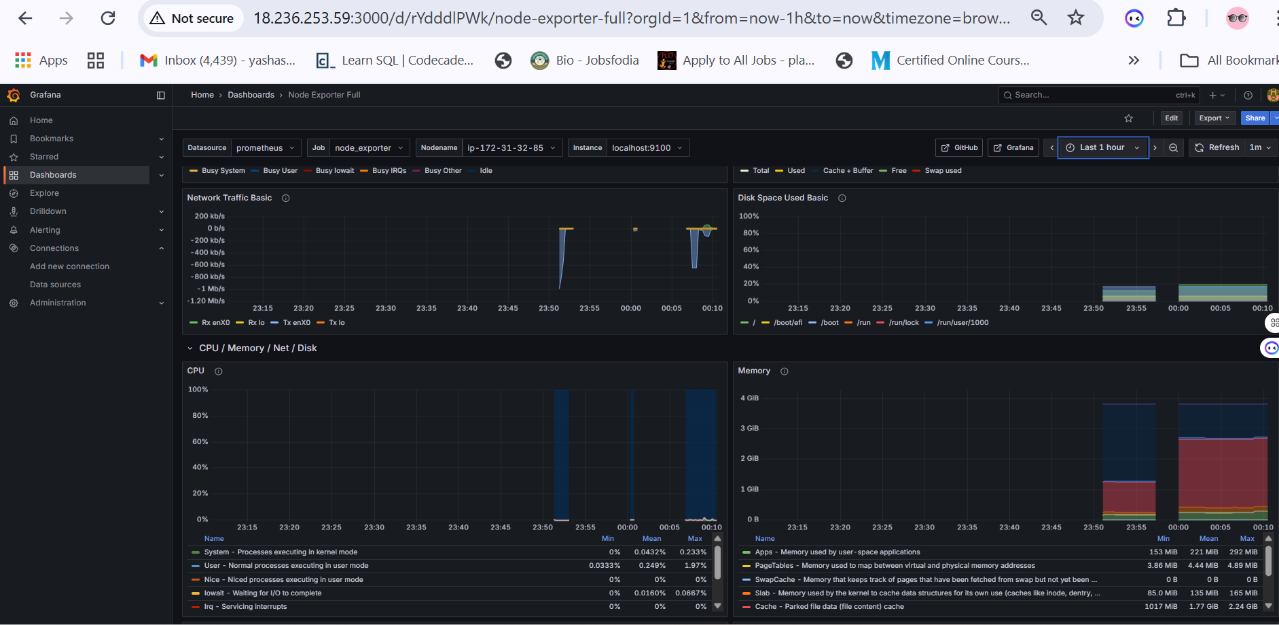 Not secure 18.236.253.59:3000/d/rYdddlPWk/node-exporter-full?orgId=1&from=now-1h&to=now&timezone=brow...
Apps Inbox (4,439) - yashas... Learn SQL | Codecade... Bio - Jobsfodia Apply to All Jobs - pla... Certified Online Cours... » All Bookmark
Grafana Home › Dashboards › Node Exporter Full Search... ctrl+k
Edit Export Share
Home
Bookmarks
Starred
Dashboards
Explore
Drilldown
Alerting
Connections
Add new connection
Data sources
Administration
Datasource prometheus Job node_exporter Nodename ip-172-31-32-85 Instance localhost:9100 GitHub Grafana Last 1 hour Refresh 1m
Busy System Busy User Busy Iowait Busy IRQs Busy Other Idle
Total Used Cache + Buffer Free Swap used
Network Traffic Basic
200 kb/s
0 b/s
-200 kb/s
-400 kb/s
-600 kb/s
-800 kb/s
-1 Mb/s
-1.20 Mb/s
23:15 23:20 23:25 23:30 23:35 23:40 23:45 23:50 23:55 00:00 00:05 00:10
Rx enX0 Rx lo Tx enX0 Tx lo
Disk Space Used Basic
100%
80%
60%
40%
20%
0%
23:15 23:20 23:25 23:30 23:35 23:40 23:45 23:50 23:55 00:00 00:05 00:10
/ /boot/efi /boot /run /run/lock /run/user/1000
CPU / Memory / Net / Disk
CPU
100%
80%
60%
40%
20%
0%
23:15 23:20 23:25 23:30 23:35 23:40 23:45 23:50 23:55 00:00 00:05 00:10
Name Min Mean Max
System - Processes executing in kernel mode 0% 0.0432% 0.233%
User - Normal processes executing in user mode 0.0333% 0.249% 1.97%
Nice - Niced processes executing in user mode 0% 0% 0%
Iowait - Waiting for I/O to complete 0% 0.0160% 0.0667%
Irq - Servicing interrupts 0% 0% 0%
Memory
4 GiB
3 GiB
2 GiB
1 GiB
0 B
23:15 23:20 23:25 23:30 23:35 23:40 23:45 23:50 23:55 00:00 00:05 00:10
Name Min Mean Max
Apps - Memory used by user-space applications 153 MiB 221 MiB 292 MiB
PageTables - Memory used to map between virtual and physical memory addresses 3.86 MiB 4.44 MiB 4.89 MiB
SwapCache - Memory that keeps track of pages that have been fetched from swap but not yet been ... 0 B 0 B 0 B
Slab - Memory used by the kernel to cache data structures for its own use (caches like inode, dentry, ... 85.0 MiB 135 MiB 165 MiB
Cache - Parked file data (file content) cache 1017 MiB 1.77 GiB 2.24 GiB